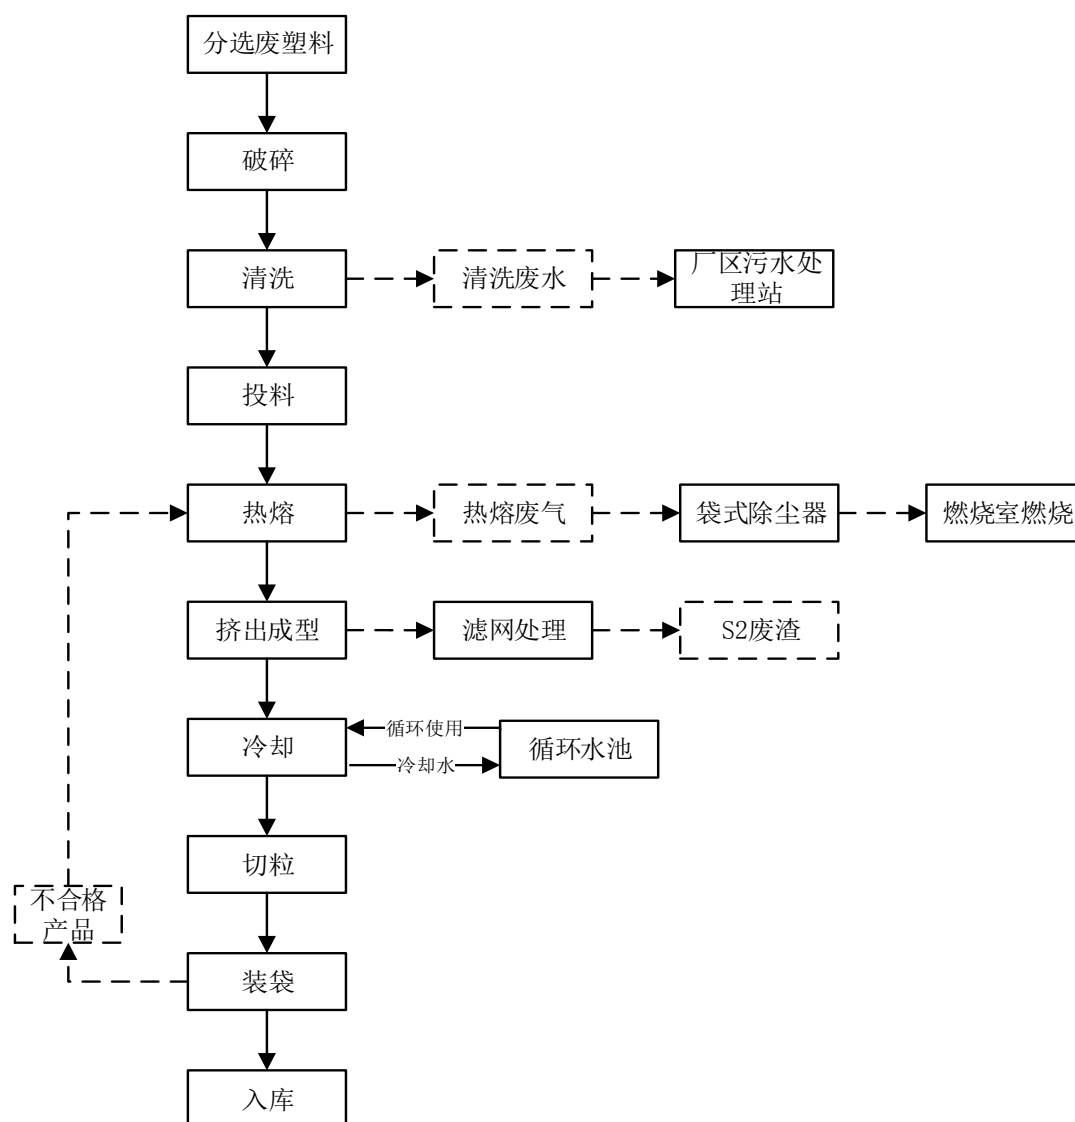 分选废塑料
破碎
清洗
清洗废水
厂区污水处
理站
投料
热熔
热熔废气
袋式除尘器
燃烧室燃烧
挤出成型
滤网处理
S2废渣
冷却
循环使用
冷却水
循环水池
切粒
不合格
产品
装袋
入库